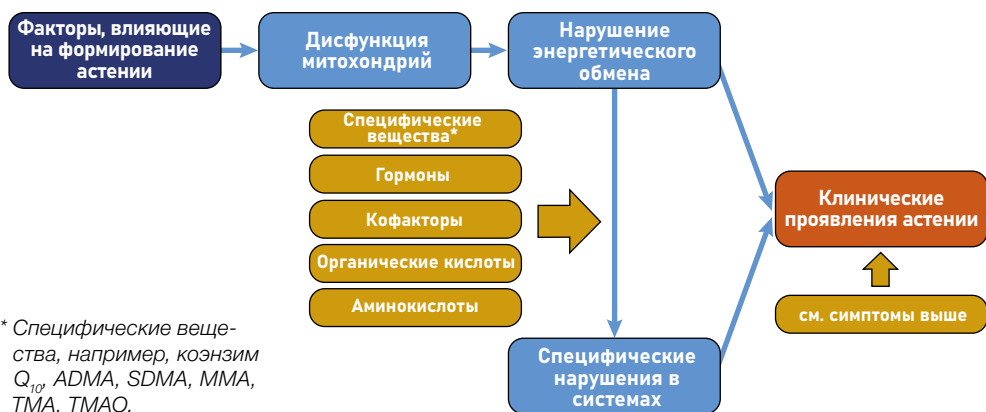 Факторы, влияющие
на формирование
астении
Дисфункция
митохондрий
Нарушение
энергетического
обмена
Специфические
вещества*
Гормоны
Кофакторы
Органические кислоты
Аминокислоты
Клинические
проявления астении
см. симптомы выше
Специфические
нарушения в
системах
* Специфические веще-
ства, например, коэнзим
Q10, ADMA, SDMA, MMA,
TMA, TMAO.